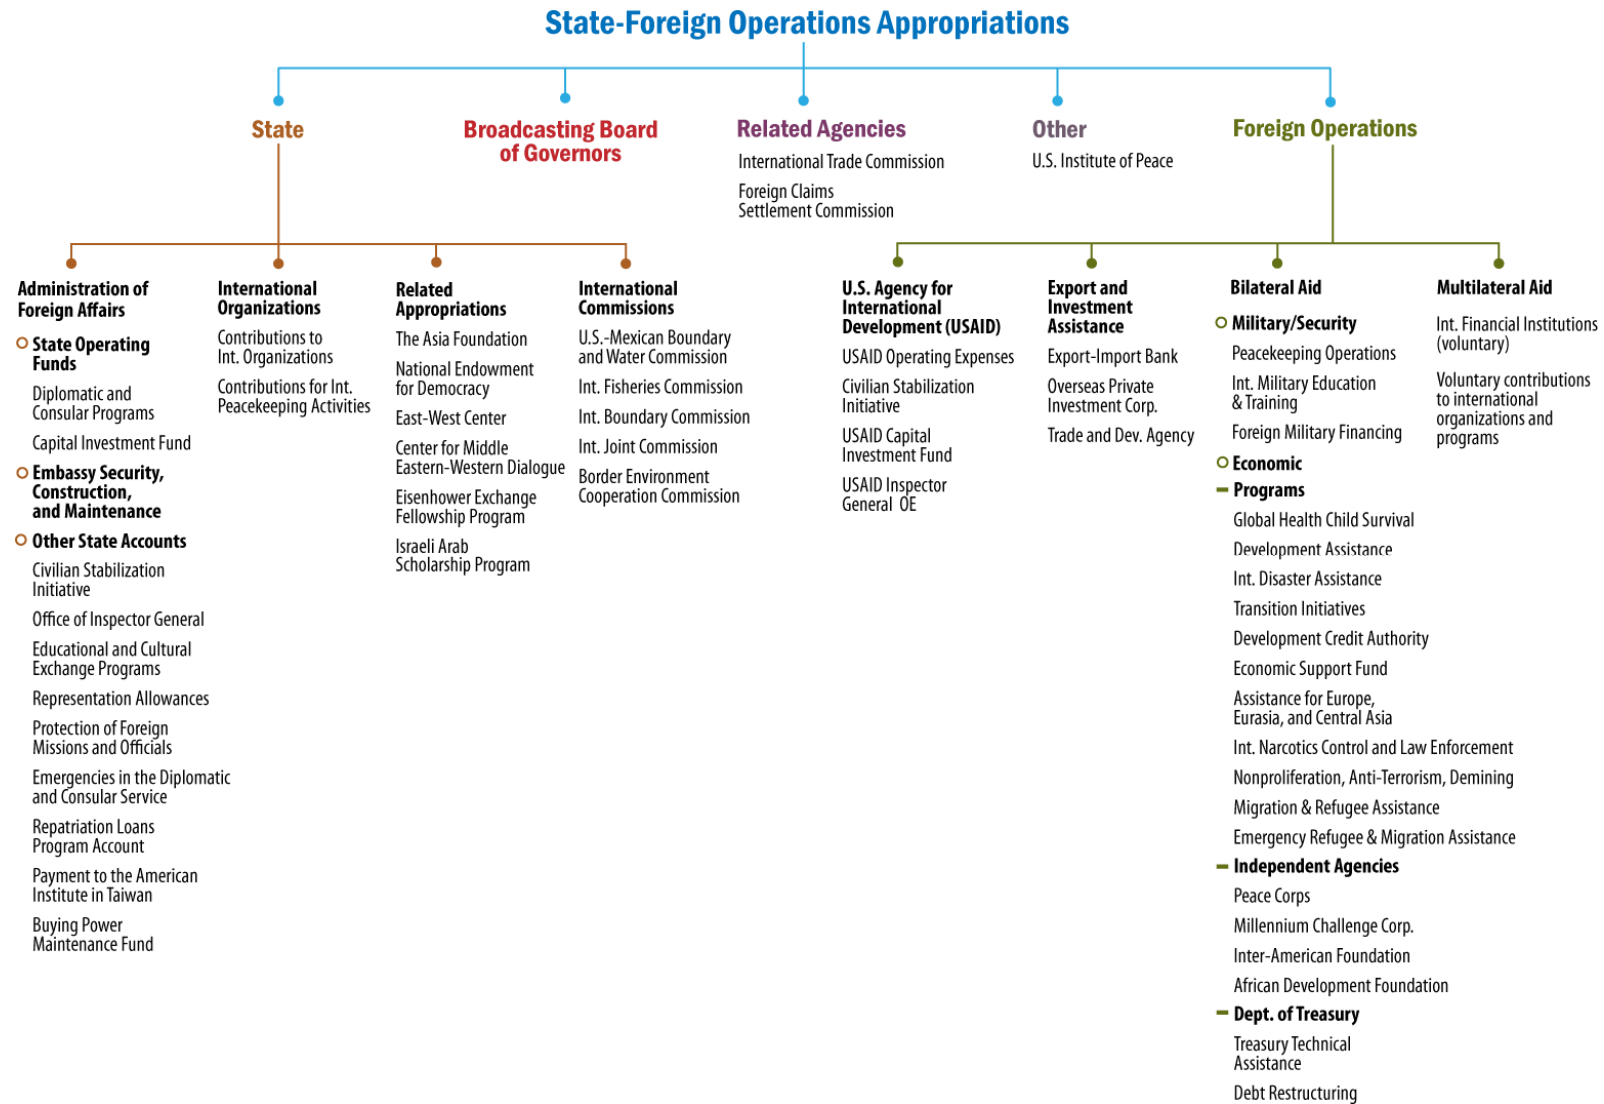 State-Foreign Operations Appropriations
State
Broadcasting Board
of Governors
Related Agencies
International Trade Commission
Foreign Claims
Settlement Commission
Other
U.S. Institute of Peace
Foreign Operations
Administration of
Foreign Affairs
State Operating
Funds
Diplomatic and
Consular Programs
Capital Investment Fund
Embassy Security,
Construction,
and Maintenance
Other State Accounts
Civilian Stabilization
Initiative
Office of Inspector General
Educational and Cultural
Exchange Programs
Representation Allowances
Protection of Foreign
Missions and Officials
Emergencies in the Diplomatic
and Consular Service
Repatriation Loans
Program Account
Payment to the American
Institute in Taiwan
Buying Power
Maintenance Fund
International
Organizations
Contributions to
Int. Organizations
Contributions for Int.
Peacekeeping Activities
Related
Appropriations
The Asia Foundation
National Endowment
for Democracy
East-West Center
Center for Middle
Eastern-Western Dialogue
Eisenhower Exchange
Fellowship Program
Israeli Arab
Scholarship Program
International
Commissions
U.S.-Mexican Boundary
and Water Commission
Int. Fisheries Commission
Int. Boundary Commission
Int. Joint Commission
Border Environment
Cooperation Commission
U.S. Agency for
International
Development (USAID)
USAID Operating Expenses
Civilian Stabilization
Initiative
USAID Capital
Investment Fund
USAID Inspector
General OE
Export and
Investment
Assistance
Export-Import Bank
Overseas Private
Investment Corp.
Trade and Dev. Agency
Bilateral Aid
Military/Security
Peacekeeping Operations
Int. Military Education
& Training
Foreign Military Financing
Economic
Programs
Global Health Child Survival
Development Assistance
Int. Disaster Assistance
Transition Initiatives
Development Credit Authority
Economic Support Fund
Assistance for Europe,
Eurasia, and Central Asia
Int. Narcotics Control and Law Enforcement
Nonproliferation, Anti-Terrorism, Demining
Migration & Refugee Assistance
Emergency Refugee & Migration Assistance
Independent Agencies
Peace Corps
Millennium Challenge Corp.
Inter-American Foundation
African Development Foundation
Dept. of Treasury
Treasury Technical
Assistance
Debt Restructuring
Multilateral Aid
Int. Financial Institutions
(voluntary)
Voluntary contributions
to international
organizations and
programs